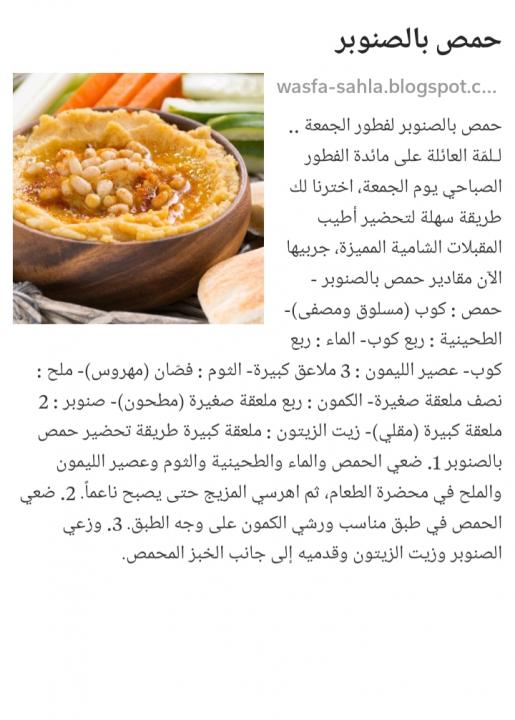 حمص بالصنوبر
wasfa-sahla.blogspot.c...
حمص بالصنوبر لفطور الجمعة ..
لـلمَة العائلة على مائدة الفطور
الصباحي يوم الجمعة، اخترنا لك
طريقة سهلة لتحضير أطيب
المقبلات الشامية المميزة، جربيها
الآن مقادير حمص بالصنوبر -
حمص : كوب (مسلوق ومصفى)-
الطحينية : ربع كوب- الماء : ربع
كوب- عصير الليمون : 3 ملاعق كبيرة- الثوم : فصّان (مهروس)- ملح :
نصف ملعقة صغيرة- الكمون : ربع ملعقة صغيرة (مطحون)- صنوبر : 2
ملعقة كبيرة (مقلي)- زيت الزيتون : ملعقة كبيرة طريقة تحضير حمص
بالصنوبر 1. ضعي الحمص والماء والطحينية والثوم وعصير الليمون
والملح في محضرة الطعام، ثم اهرسي المزيج حتى يصبح ناعماً. 2. ضعي
الحمص في طبق مناسب ورشي الكمون على وجه الطبق. 3. وزعي
الصنوبر وزيت الزيتون وقدميه إلى جانب الخبز المحمص.